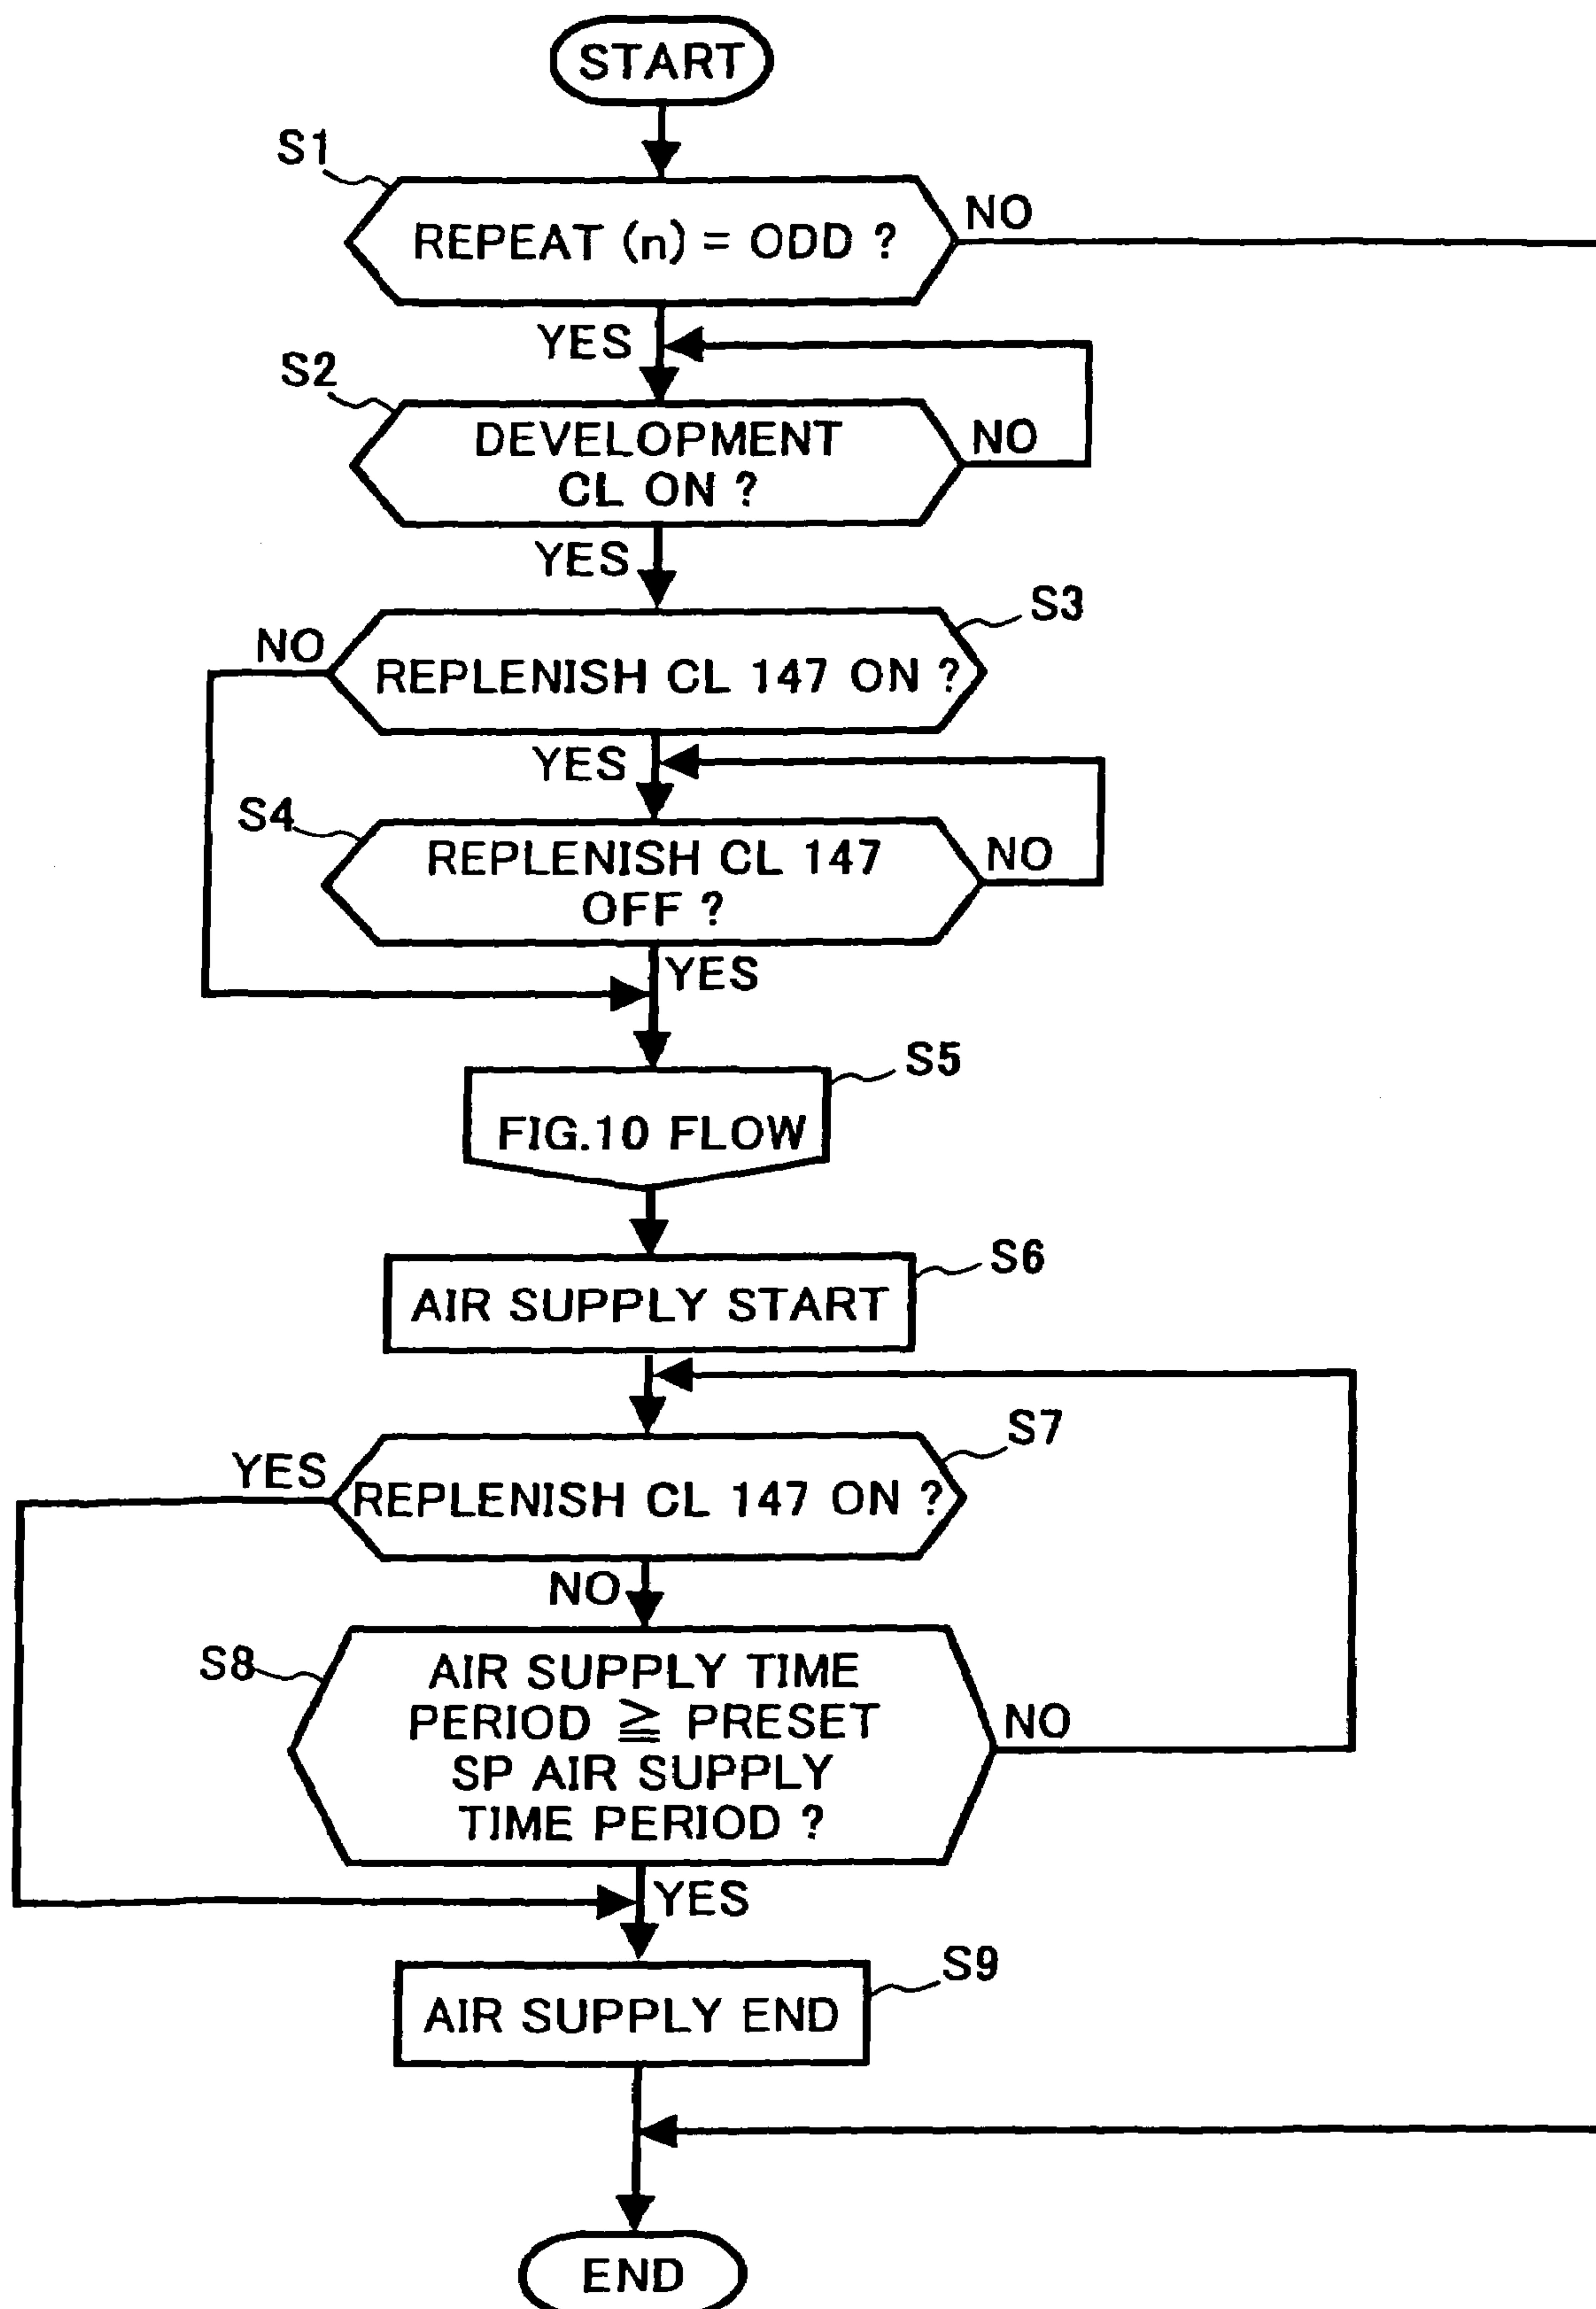 START
S1
REPEAT (n) = ODD ?
NO
YES
S2
DEVELOPMENT
CL ON ?
NO
YES
S3
NO
REPLENISH CL 147 ON ?
YES
S4
REPLENISH CL 147
OFF ?
NO
YES
S5
FIG.10 FLOW
S6
AIR SUPPLY START
S7
YES
REPLENISH CL 147 ON ?
NO
S8
AIR SUPPLY TIME
PERIOD ≧ PRESET
SP AIR SUPPLY
TIME PERIOD ?
NO
YES
S9
AIR SUPPLY END
END